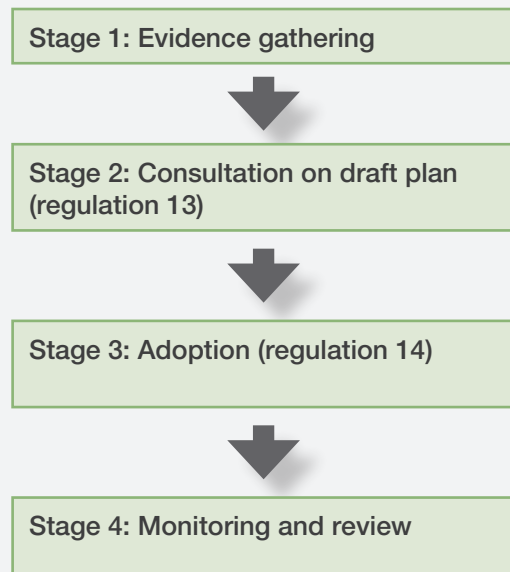 Stage 1: Evidence gathering
Stage 2: Consultation on draft plan
(regulation 13)
Stage 3: Adoption (regulation 14)
Stage 4: Monitoring and review